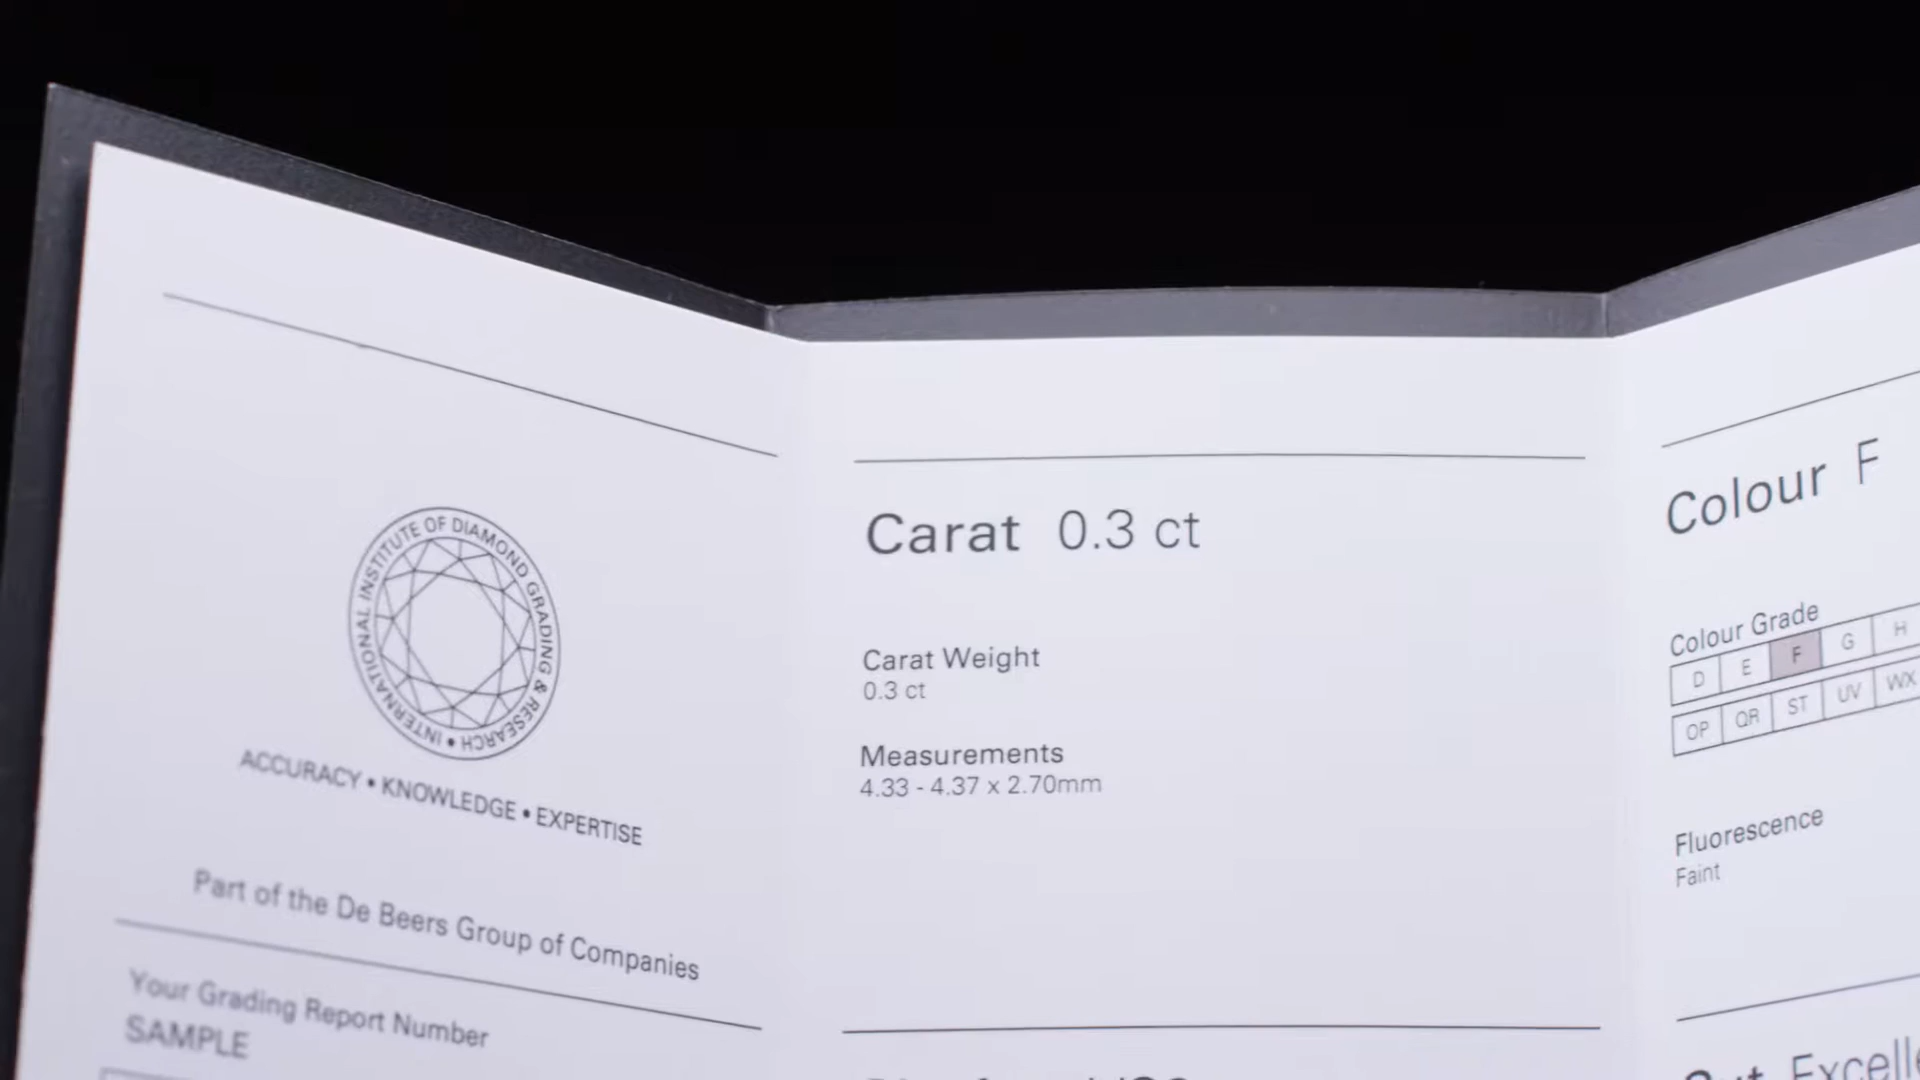 INTERNATIONAL INSTITUTE OF DIAMOND GRADING & RESEARCH •
ACCURACY • KNOWLEDGE • EXPERTISE
Part of the De Beers Group of Companies
Your Grading Report Number
SAMPLE
Carat 0.3 ct
Carat Weight
0.3 ct
Measurements
4.33 - 4.37 x 2.70mm
Colour F
Colour Grade
D E F G H
OP QR ST UV WX
Fluorescence
Faint